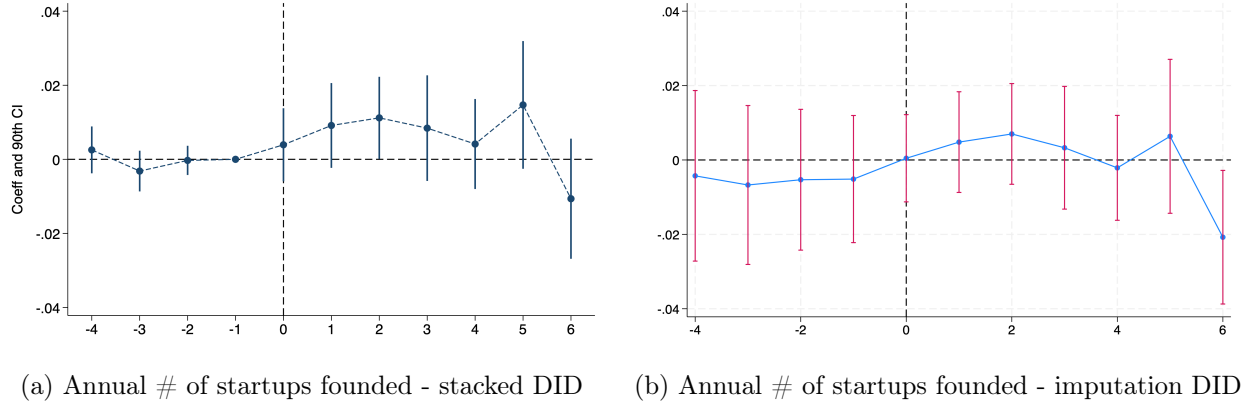 .04
.02
0
-.02
-.04
Coeff and 90th CI
-4 -3 -2 -1 0 1 2 3 4 5 6
(a) Annual # of startups founded - stacked DID
.04
.02
0
-.02
-.04
-4 -2 0 2 4 6
(b) Annual # of startups founded - imputation DID